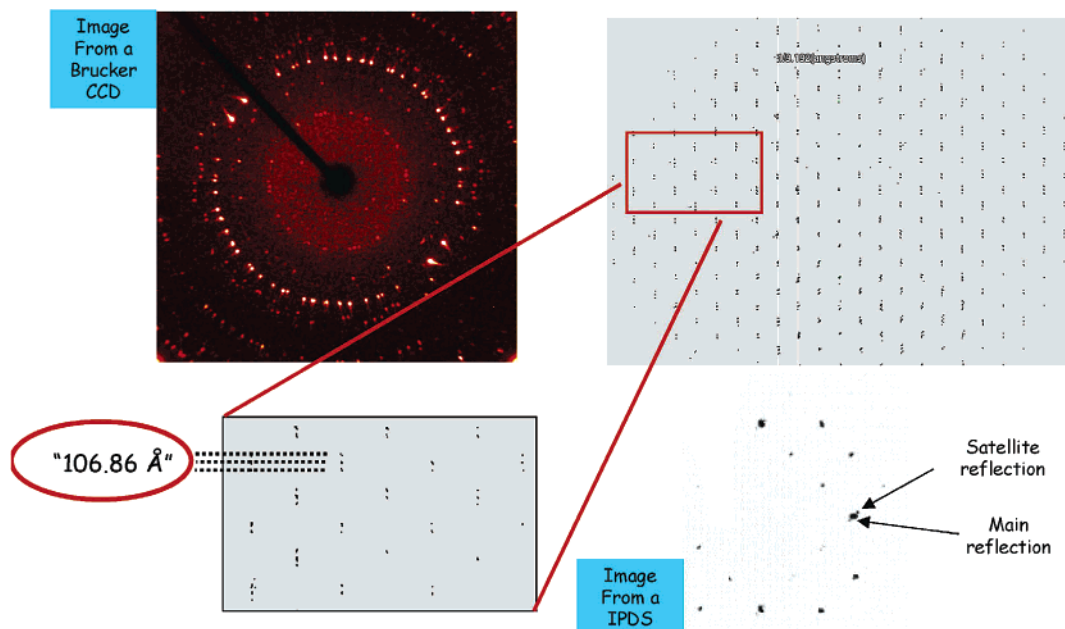 Image
From a
Brucker
CCD
"106.86 Å"
Satellite
reflection
Main
reflection
Image
From a
IPDS